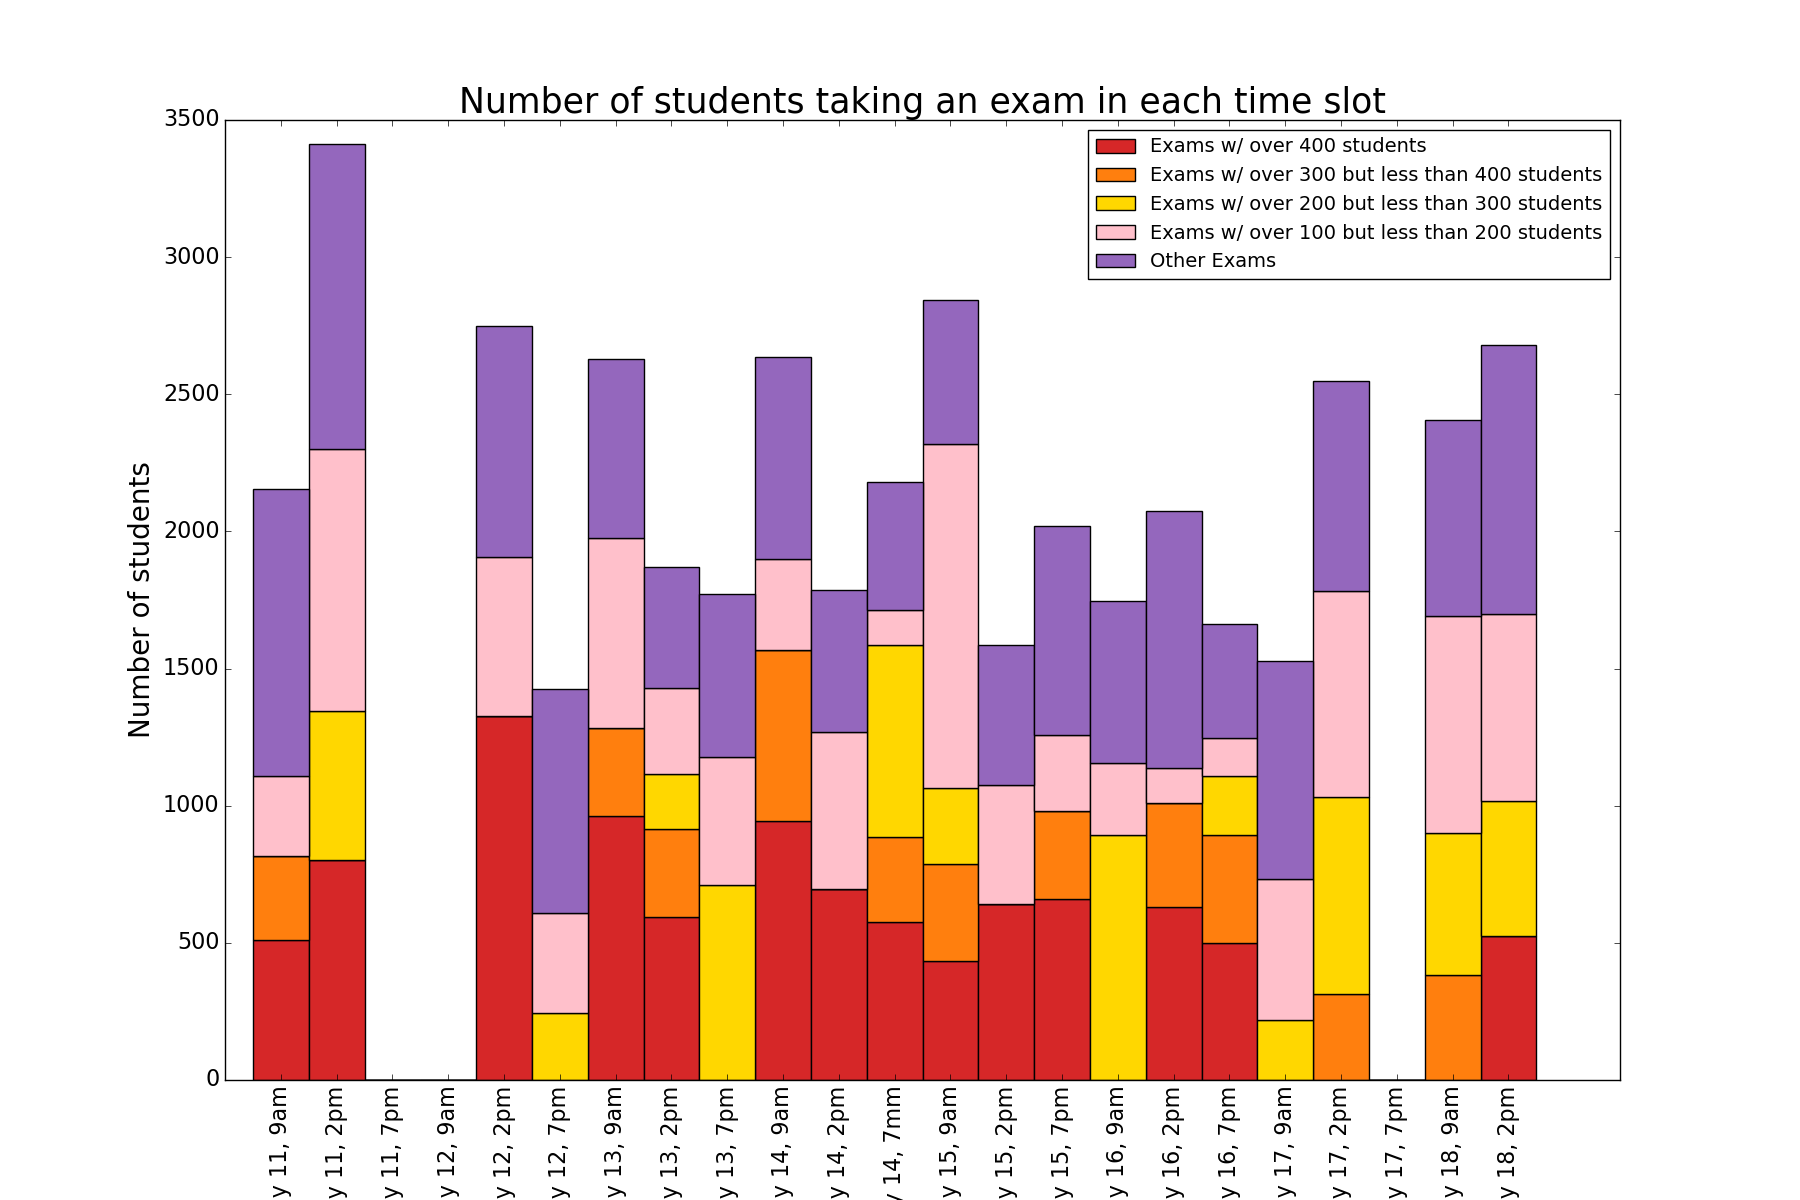 Number of students taking an exam in each time slot
Exams w/ over 400 students
Exams w/ over 300 but less than 400 students
Exams w/ over 200 but less than 300 students
Exams w/ over 100 but less than 200 students
Other Exams
Number of students
3500
3000
2500
2000
1500
1000
500
0
y 11, 9am
y 11, 2pm
y 11, 7pm
y 12, 9am
y 12, 2pm
y 12, 7pm
y 13, 9am
y 13, 2pm
y 13, 7pm
y 14, 9am
y 14, 2pm
y 14, 7mm
y 15, 9am
y 15, 2pm
y 15, 7pm
y 16, 9am
y 16, 2pm
y 16, 7pm
y 17, 9am
y 17, 2pm
y 17, 7pm
y 18, 9am
y 18, 2pm